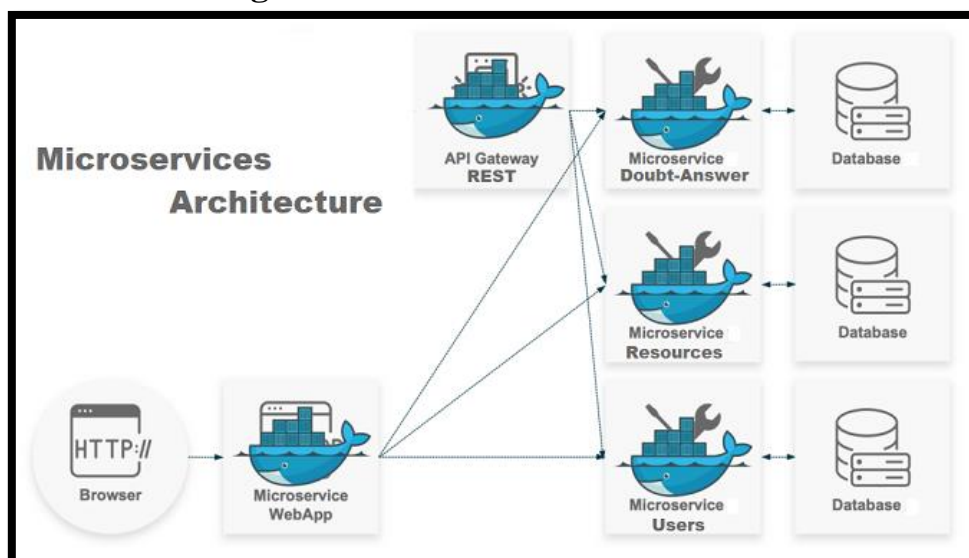 Microservices
Architecture
API Gateway
REST
Microservice
Doubt-Answer
Database
Microservice
Resources
Database
HTTP://
Browser
Microservice
WebApp
Microservice
Users
Database